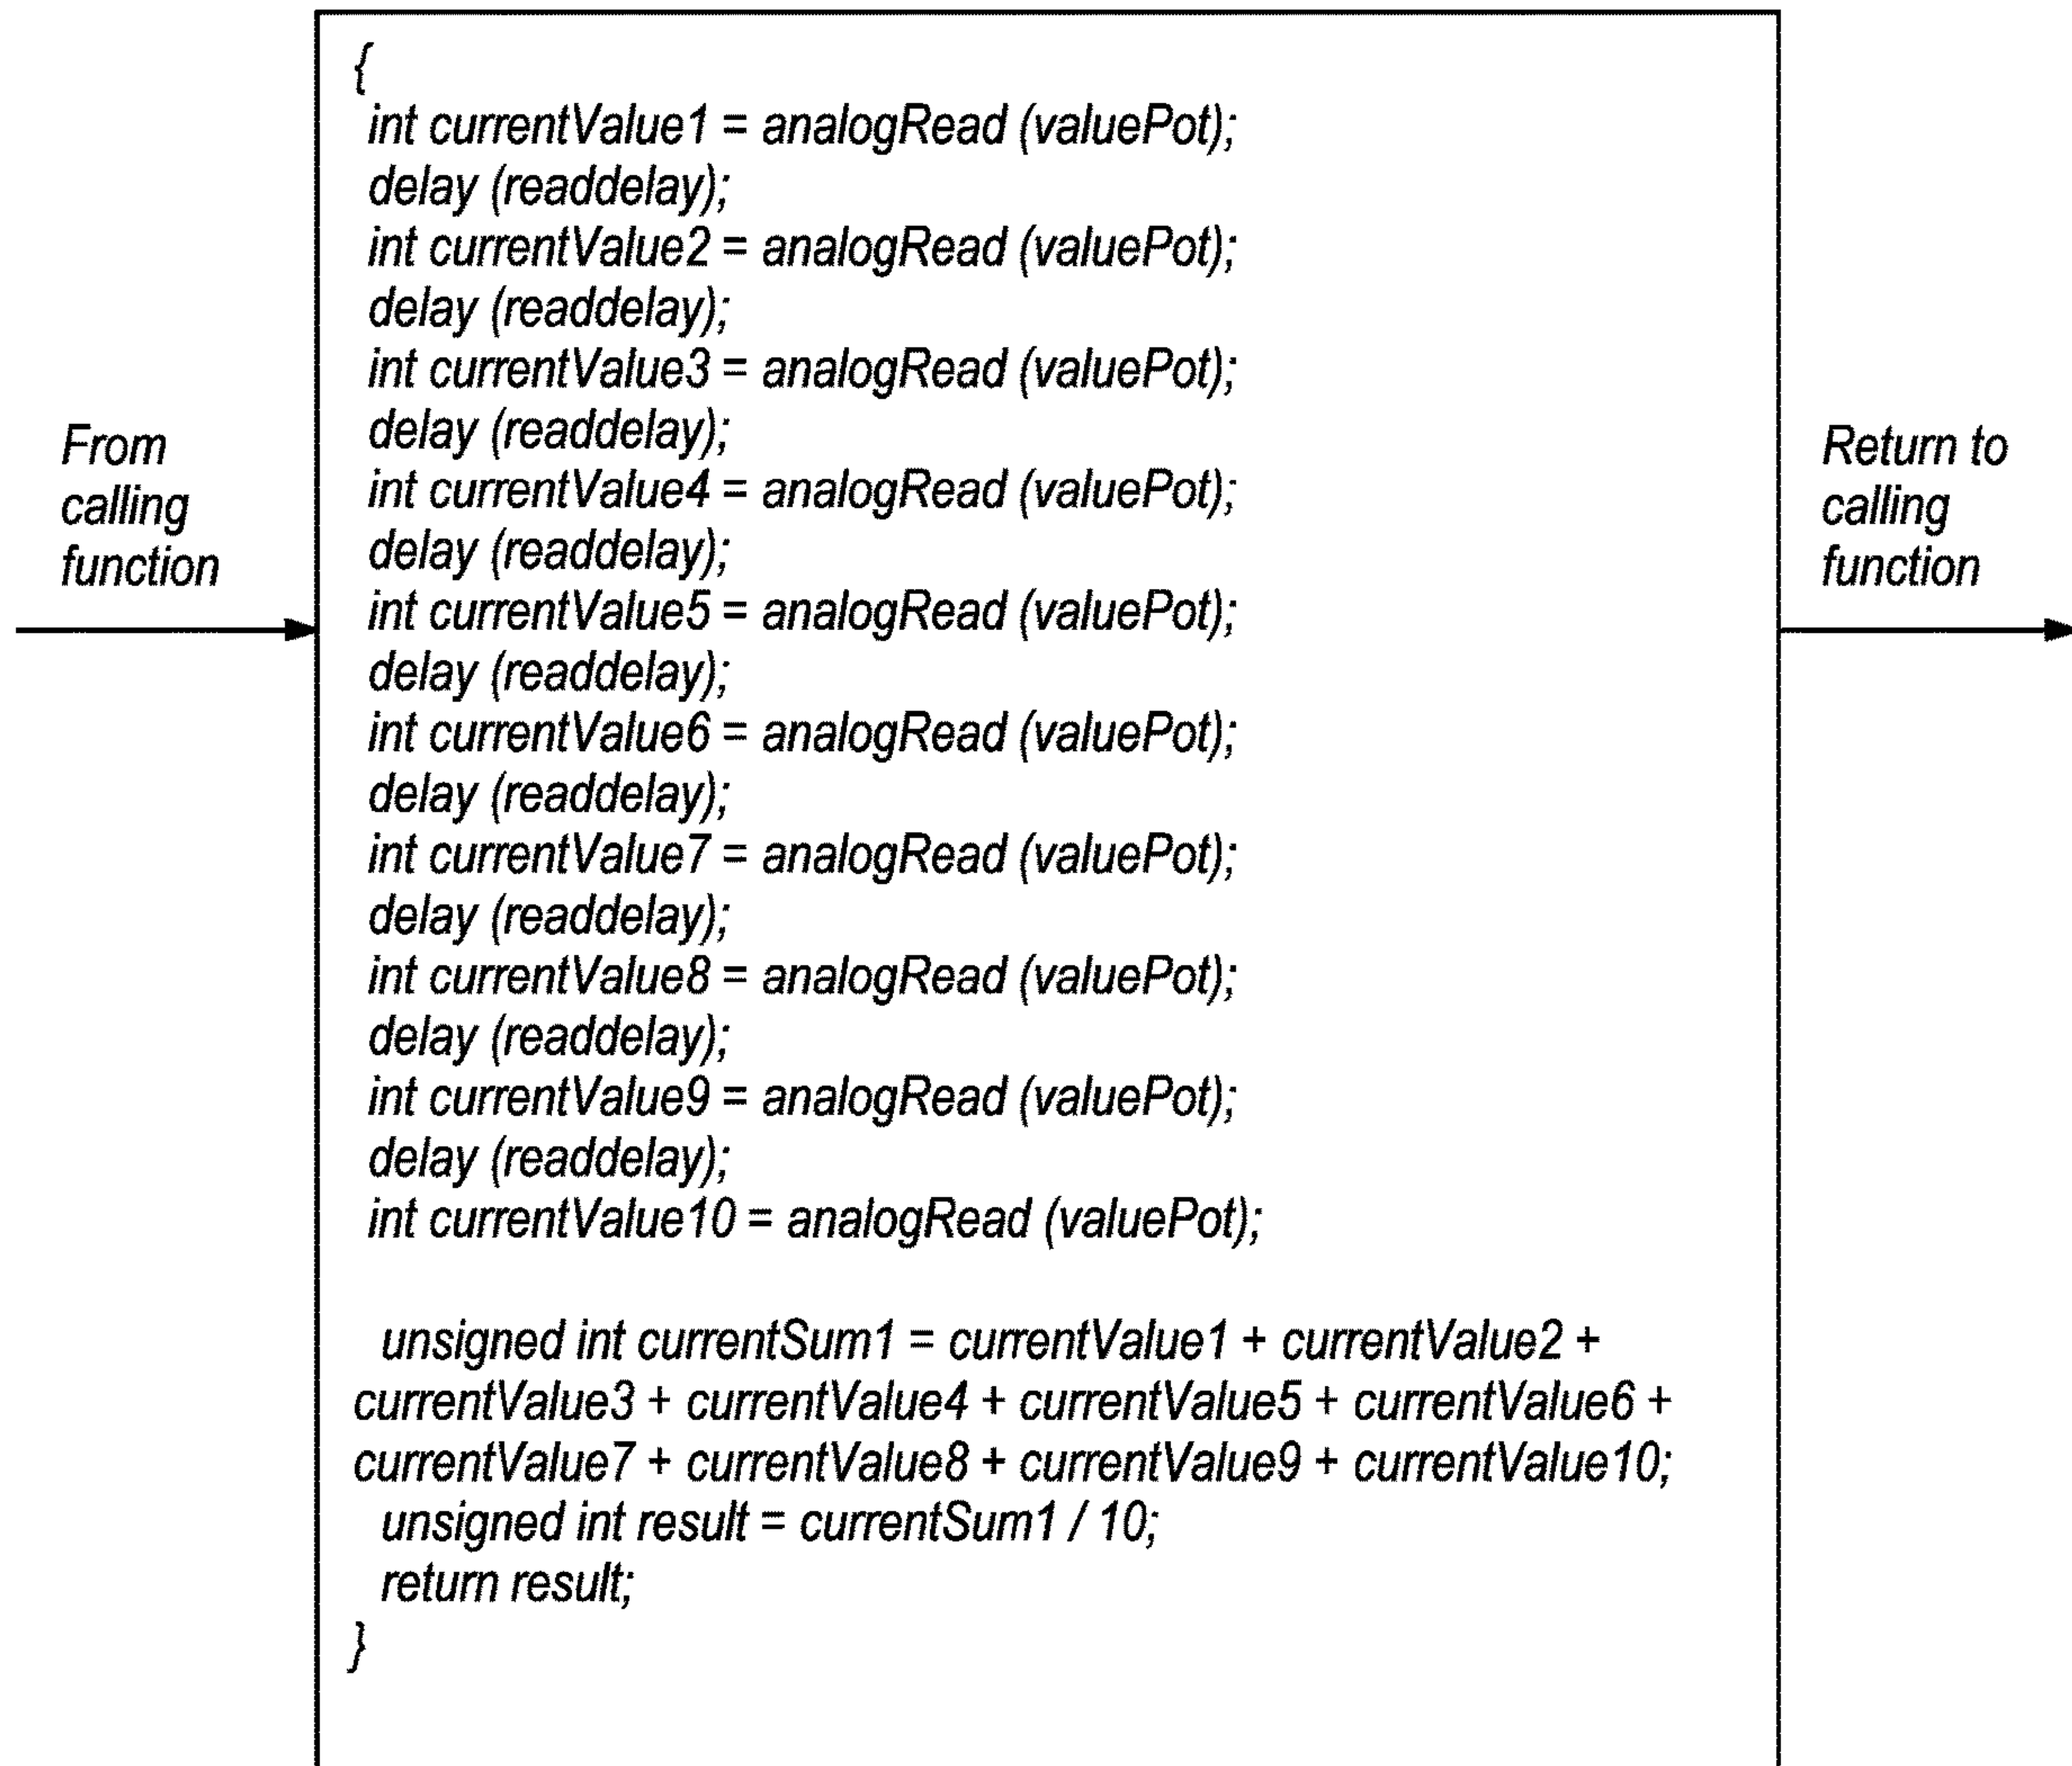 From
calling
function
{
int currentValue1 = analogRead (valuePot);
delay (readdelay);
int currentValue2 = analogRead (valuePot);
delay (readdelay);
int currentValue3 = analogRead (valuePot);
delay (readdelay);
int currentValue4 = analogRead (valuePot);
delay (readdelay);
int currentValue5 = analogRead (valuePot);
delay (readdelay);
int currentValue6 = analogRead (valuePot);
delay (readdelay);
int currentValue7 = analogRead (valuePot);
delay (readdelay);
int currentValue8 = analogRead (valuePot);
delay (readdelay);
int currentValue9 = analogRead (valuePot);
delay (readdelay);
int currentValue10 = analogRead (valuePot);
unsigned int currentSum1 = currentValue1 + currentValue2 +
currentValue3 + currentValue4 + currentValue5 + currentValue6 +
currentValue7 + currentValue8 + currentValue9 + currentValue10;
unsigned int result = currentSum1 / 10;
return result;
}
Return to
calling
function